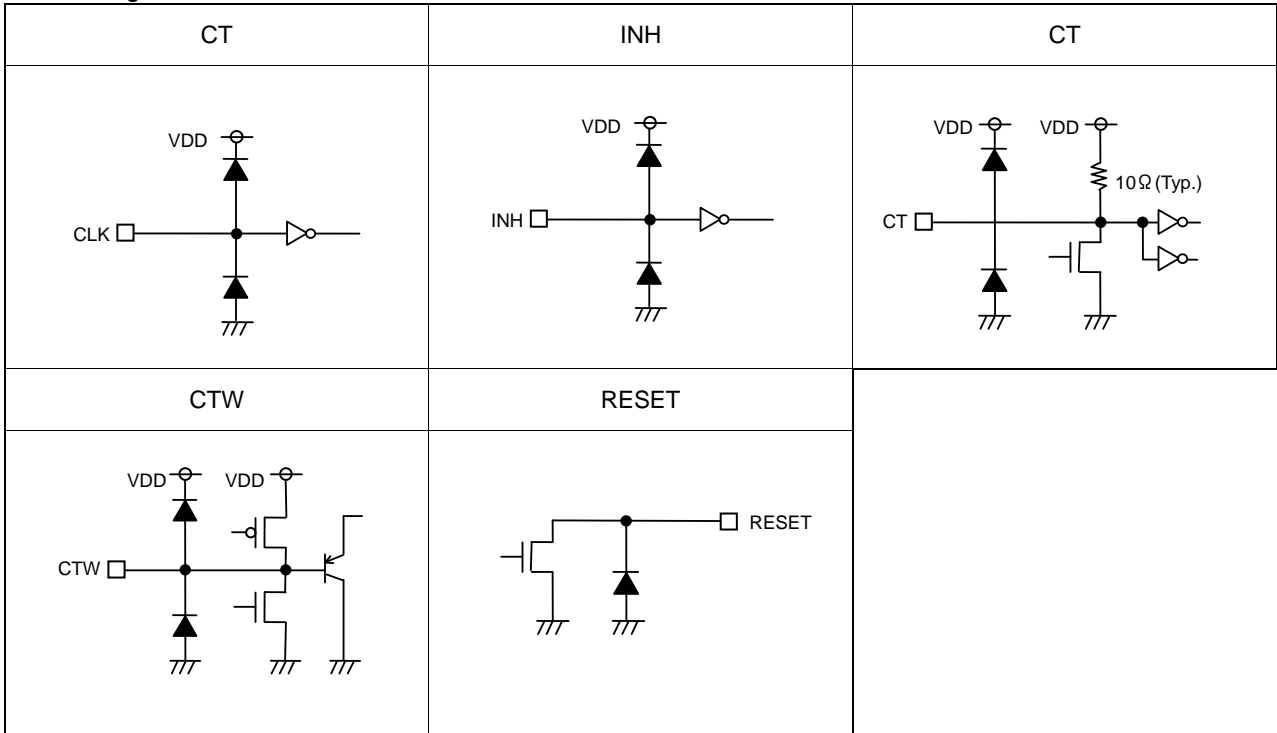 CT
INH
CT
VDD
CLK
VDD
INH
VDD
VDD
10Ω(Typ.)
CT
CTW
RESET
VDD
VDD
CTW
RESET